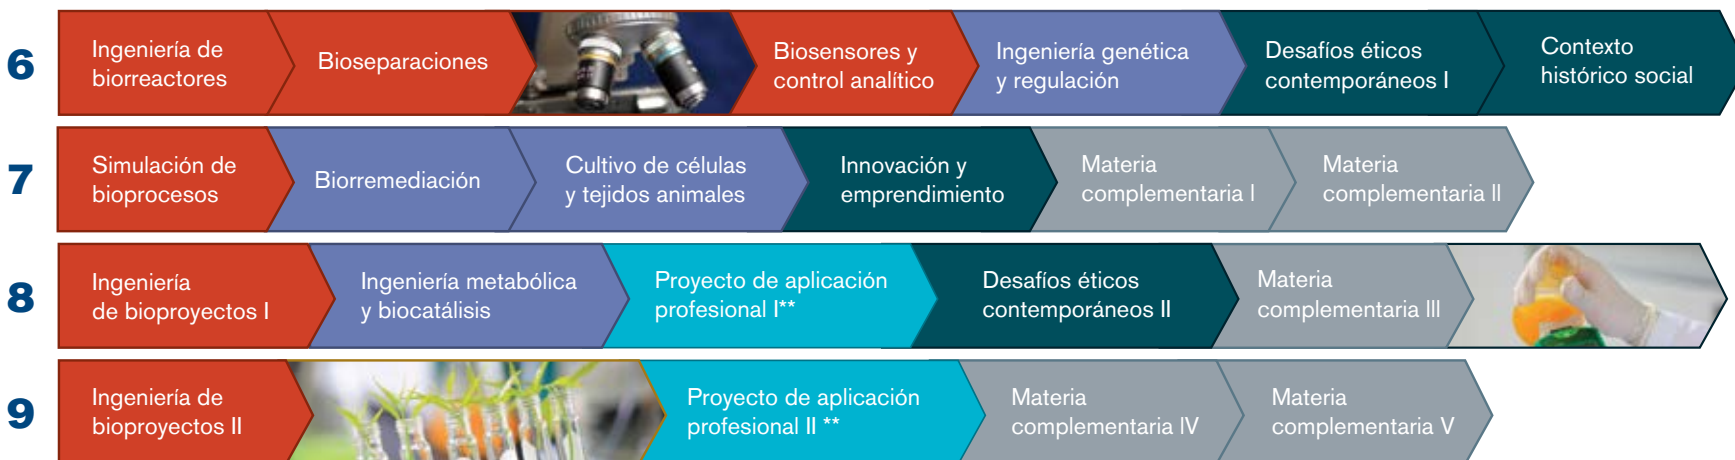 6
Ingeniería de
biorreactores
Bioseparaciones
Biosensores y
control analítico
Ingeniería genética
y regulación
Desafíos éticos
contemporáneos I
Contexto
histórico social
7
Simulación de
bioprocesos
Biorremediación
Cultivo de células
y tejidos animales
Innovación y
emprendimiento
Materia
complementaria I
Materia
complementaria II
8
Ingeniería
de bioproyectos I
Ingeniería metabólica
y biocatálisis
Proyecto de aplicación
profesional I**
Desafíos éticos
contemporáneos II
Materia
complementaria III
9
Ingeniería de
bioproyectos II
Proyecto de aplicación
profesional II **
Materia
complementaria IV
Materia
complementaria V